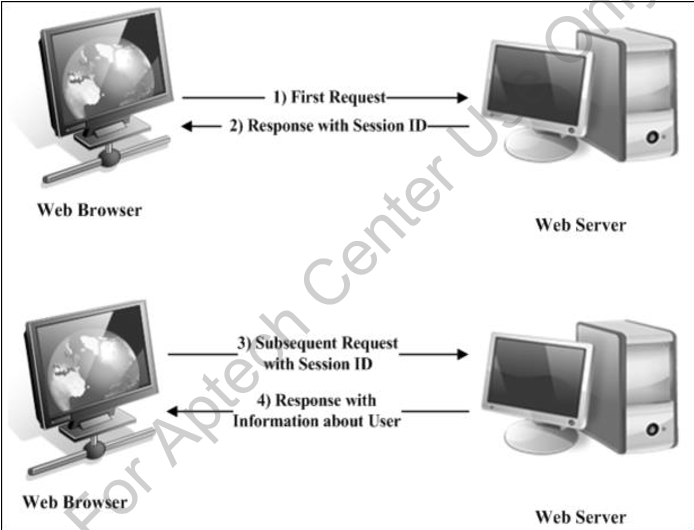 1) First Request
2) Response with Session ID
Web Browser
Web Server
3) Subsequent Request
with Session ID
4) Response with
Information about User
Web Browser
Web Server
For Aptech Center Use Only